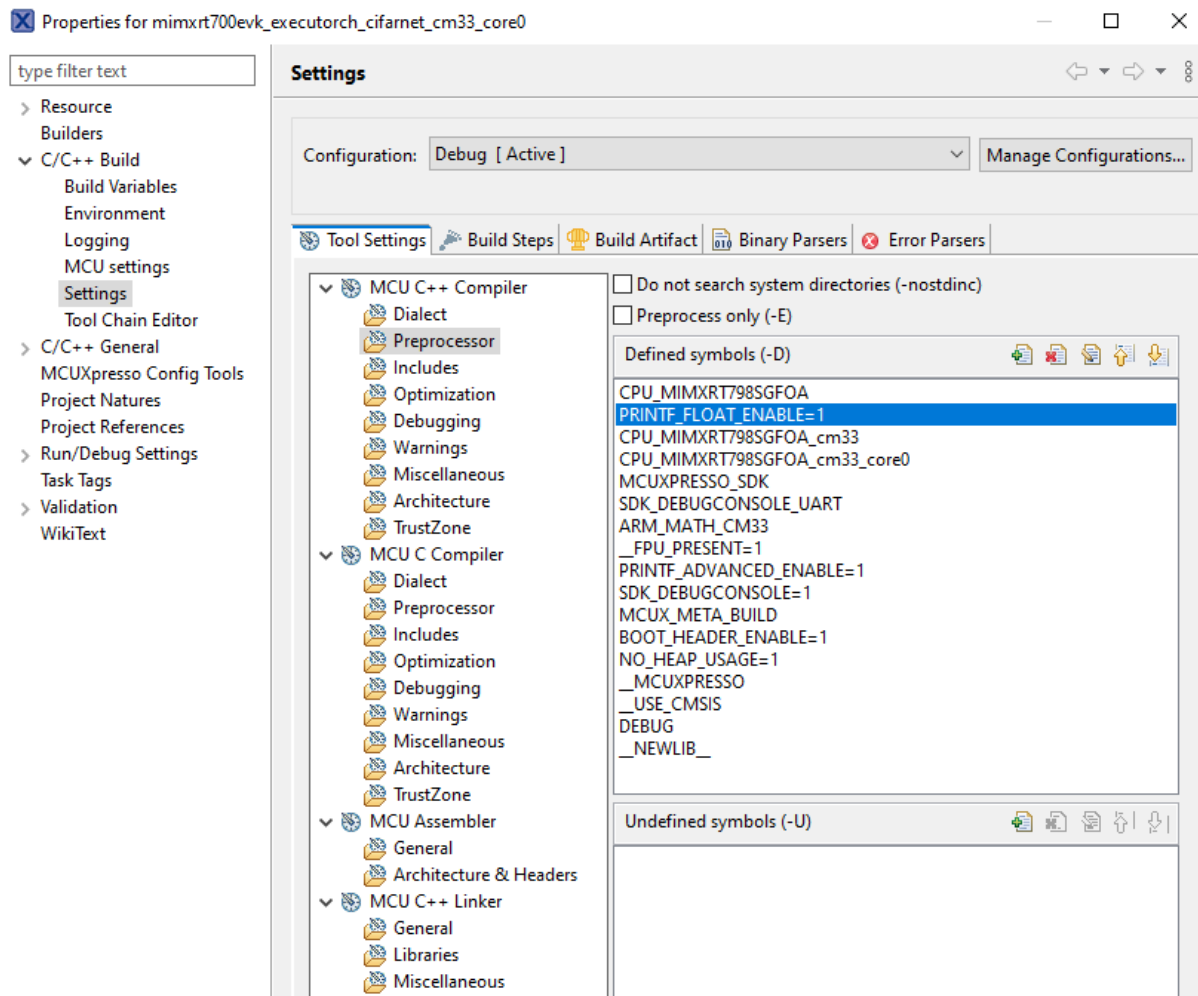 Properties for mimxrt700evk_executorch_cifarnet_cm33_core0
type filter text
Resource
Builders
C/C++ Build
Build Variables
Environment
Logging
MCU settings
Settings
Tool Chain Editor
C/C++ General
MCUXpresso Config Tools
Project Natures
Project References
Run/Debug Settings
Task Tags
Validation
WikiText
Settings
Configuration: Debug [ Active ] Manage Configurations...
Tool Settings Build Steps Build Artifact Binary Parsers Error Parsers
MCU C++ Compiler
Dialect
Preprocessor
Includes
Optimization
Debugging
Warnings
Miscellaneous
Architecture
TrustZone
MCU C Compiler
Dialect
Preprocessor
Includes
Optimization
Debugging
Warnings
Miscellaneous
Architecture
TrustZone
MCU Assembler
General
Architecture & Headers
MCU C++ Linker
General
Libraries
Miscellaneous
Do not search system directories (-nostdinc)
Preprocess only (-E)
Defined symbols (-D)
CPU_MIMXRT798SGFOA
PRINTF_FLOAT_ENABLE=1
CPU_MIMXRT798SGFOA_cm33
CPU_MIMXRT798SGFOA_cm33_core0
MCUXPRESSO_SDK
SDK_DEBUGCONSOLE_UART
ARM_MATH_CM33
__FPU_PRESENT=1
PRINTF_ADVANCED_ENABLE=1
SDK_DEBUGCONSOLE=1
MCUX_META_BUILD
BOOT_HEADER_ENABLE=1
NO_HEAP_USAGE=1
__MCUXPRESSO
__USE_CMSIS
DEBUG
__NEWLIB__
Undefined symbols (-U)